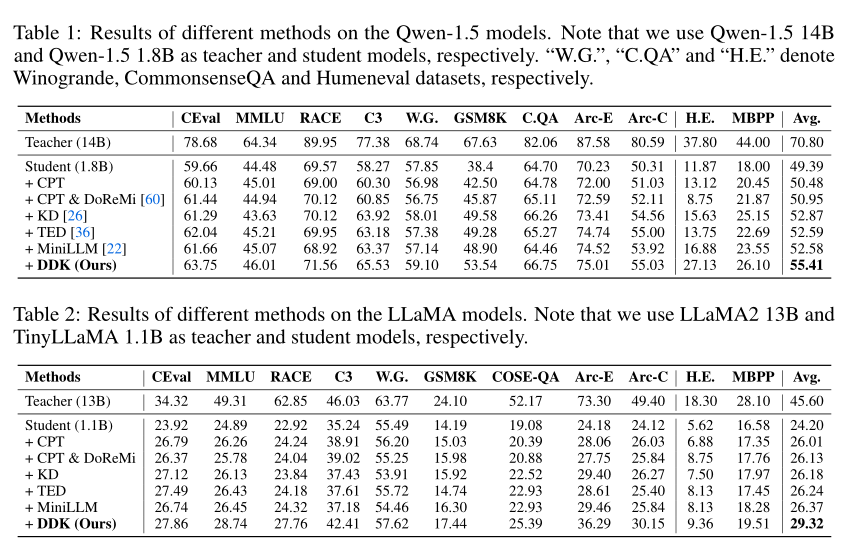 Table 1: Results of different methods on the Qwen-1.5 models. Note that we use Qwen-1.5 14B
and Qwen-1.5 1.8B as teacher and student models, respectively. “W.G.”, “C.QA” and “H.E.” denote
Winogrande, CommonsenseQA and Humeneval datasets, respectively.
Methods CEval MMLU RACE C3 W.G. GSM8K C.QA Arc-E Arc-C H.E. MBPP Avg.
Teacher (14B) 78.68 64.34 89.95 77.38 68.74 67.63 82.06 87.58 80.59 37.80 44.00 70.80
Student (1.8B) 59.66 44.48 69.57 58.27 57.85 38.4 64.70 70.23 50.31 11.87 18.00 49.39
+ CPT 60.13 45.01 69.00 60.30 56.98 42.50 64.78 72.00 51.03 13.12 20.45 50.48
+ CPT & DoReMi [60] 61.44 44.94 70.12 60.85 56.75 45.87 65.11 72.59 52.11 8.75 21.87 50.95
+ KD [26] 61.29 43.63 70.12 63.92 58.01 49.58 66.26 73.41 54.56 15.63 25.15 52.87
+ TED [36] 62.04 45.21 69.95 63.18 57.38 49.28 65.27 74.74 55.00 13.75 22.69 52.59
+ MiniLLM [22] 61.66 45.07 68.92 63.37 57.14 48.90 64.46 74.52 53.92 16.88 23.55 52.58
+ DDK (Ours) 63.75 46.01 71.56 65.53 59.10 53.54 66.75 75.01 55.03 27.13 26.10 55.41
Table 2: Results of different methods on the LLaMA models. Note that we use LLaMA2 13B and
TinyLLaMA 1.1B as teacher and student models, respectively.
Methods CEval MMLU RACE C3 W.G. GSM8K COSE-QA Arc-E Arc-C H.E. MBPP Avg.
Teacher (13B) 34.32 49.31 62.85 46.03 63.77 24.10 52.17 73.30 49.40 18.30 28.10 45.60
Student (1.1B) 23.92 24.89 22.92 35.24 55.49 14.19 19.08 24.18 24.12 5.62 16.58 24.20
+ CPT 26.79 26.26 24.24 38.91 56.20 15.03 20.39 28.06 26.03 6.88 17.35 26.01
+ CPT & DoReMi 26.37 25.78 24.04 39.02 55.25 15.98 20.88 27.75 25.84 8.75 17.76 26.13
+ KD 27.12 26.13 23.84 37.43 53.91 15.92 22.52 29.40 26.27 7.50 17.97 26.18
+ TED 27.49 26.43 24.18 37.61 55.72 14.74 22.93 28.61 25.40 8.13 17.45 26.24
+ MiniLLM 26.74 26.45 24.32 37.18 54.46 16.30 22.93 29.46 25.84 8.13 18.28 26.37
+ DDK (Ours) 27.86 28.74 27.76 42.41 57.62 17.44 25.39 36.29 30.15 9.36 19.51 29.32